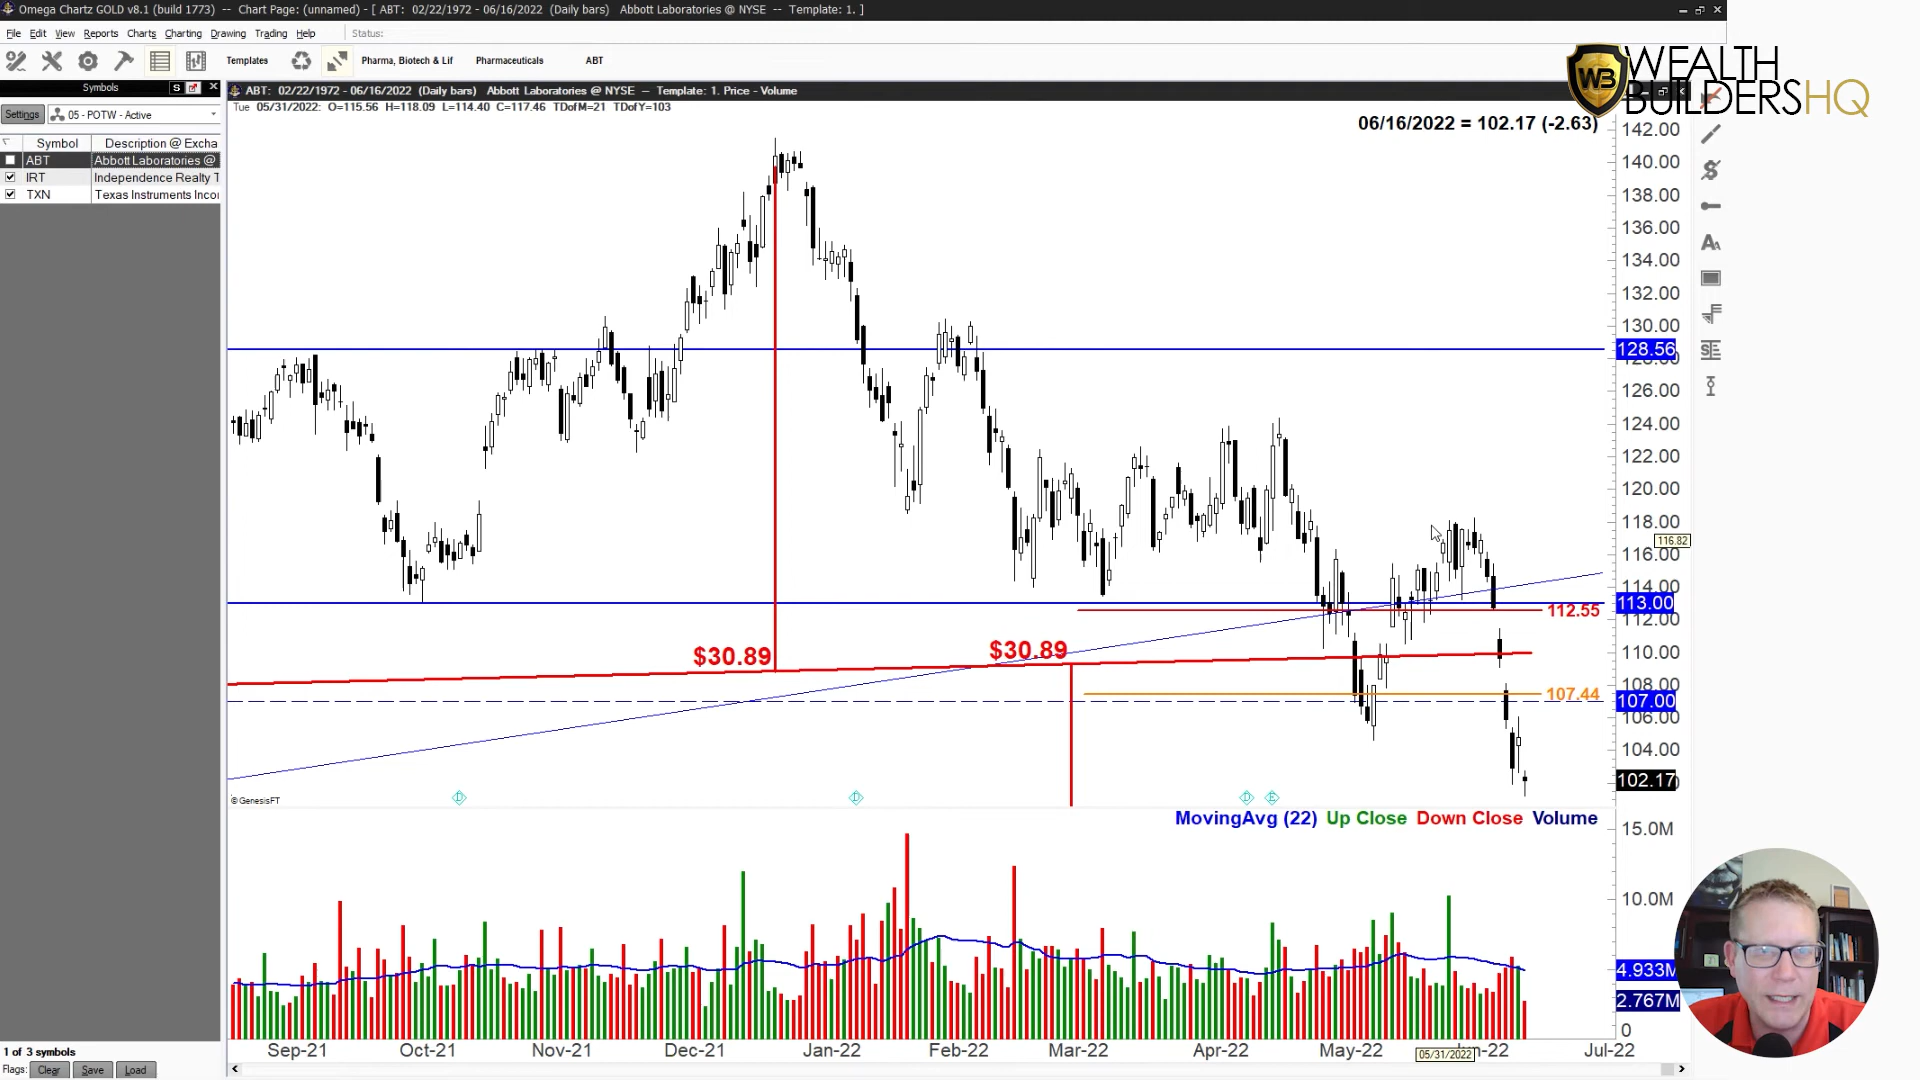 Omega Chartz GOLD v8.1 (build 1773) -- Chart Page: (unnamed) - [ ABT: 02/22/1972 - 06/16/2022 (Daily bars) Abbott Laboratories @ NYSE -- Template: 1. ]
File Edit View Reports Charts Charting Drawing Trading Help Status:
Templates Pharma, Biotech & Lif Pharmaceuticals ABT
WEALTH
BUILDERSHQ
WB
Symbols S
ABT: 02/22/1972 - 06/16/2022 (Daily bars) Abbott Laboratories @ NYSE -- Template: 1. Price - Volume
Tue 05/31/2022: O=115.56 H=118.09 L=114.40 C=117.46 TDofM=21 TDofY=103
Settings 05 - POTW - Active
06/16/2022 = 102.17 (-2.63)
Symbol Description @ Excha
ABT Abbott Laboratories @
IRT Independence Realty T
TXN Texas Instruments Inco
142.00
140.00
138.00
136.00
134.00
132.00
130.00
128.56
126.00
124.00
122.00
120.00
118.00
116.82
116.00
114.00
113.00
112.55
112.00
$30.89 $30.89
110.00
108.00
107.44
107.00
106.00
104.00
102.17
D D D E
© GenesisFT
MovingAvg (22) Up Close Down Close Volume
15.0M
10.0M
4.933M
2.767M
0
Sep-21 Oct-21 Nov-21 Dec-21 Jan-22 Feb-22 Mar-22 Apr-22 May-22 05/31/2022 Jul-22
1 of 3 symbols
Flags: Clear Save Load